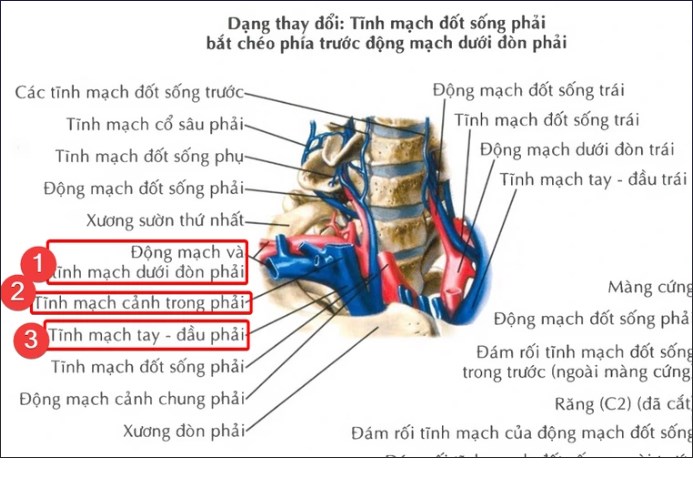 Dạng thay đổi: Tĩnh mạch đốt sống phải
bắt chéo phía trước động mạch dưới đòn phải
Các tĩnh mạch đốt sống trước
Tĩnh mạch cổ sâu phải
Tĩnh mạch đốt sống phụ
Động mạch đốt sống phải
Xương sườn thứ nhất
1
Động mạch và
tĩnh mạch dưới đòn phải
2
Tĩnh mạch cảnh trong phải
3
Tĩnh mạch tay - đầu phải
Tĩnh mạch đốt sống phải
Động mạch cảnh chung phải
Xương đòn phải
Động mạch đốt sống trái
Tĩnh mạch đốt sống trái
Động mạch dưới đòn trái
Tĩnh mạch tay - đầu trái
Màng cứng
Động mạch đốt sống phả
Đám rối tĩnh mạch đốt sống
trong trước (ngoài màng cứng
Răng (C2) (đã cắt
Đám rối tĩnh mạch của động mạch đốt sống